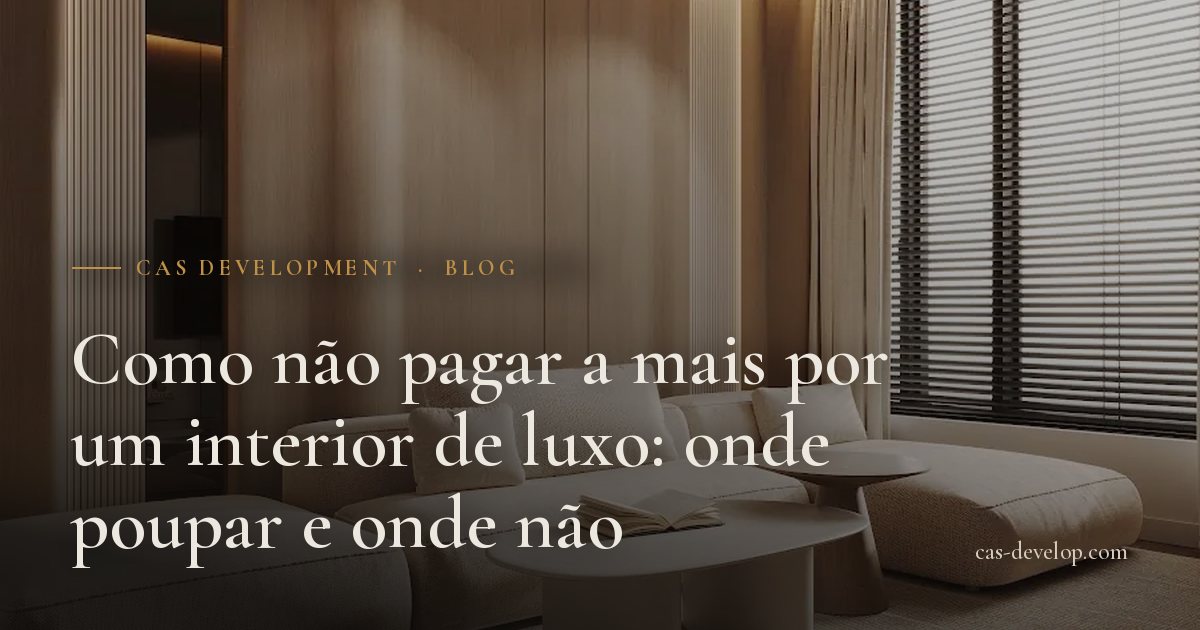 CAS DEVELOPMENT · BLOG
Como não pagar a mais por
um interior de luxo: onde
poupar e onde não
cas-develop.com